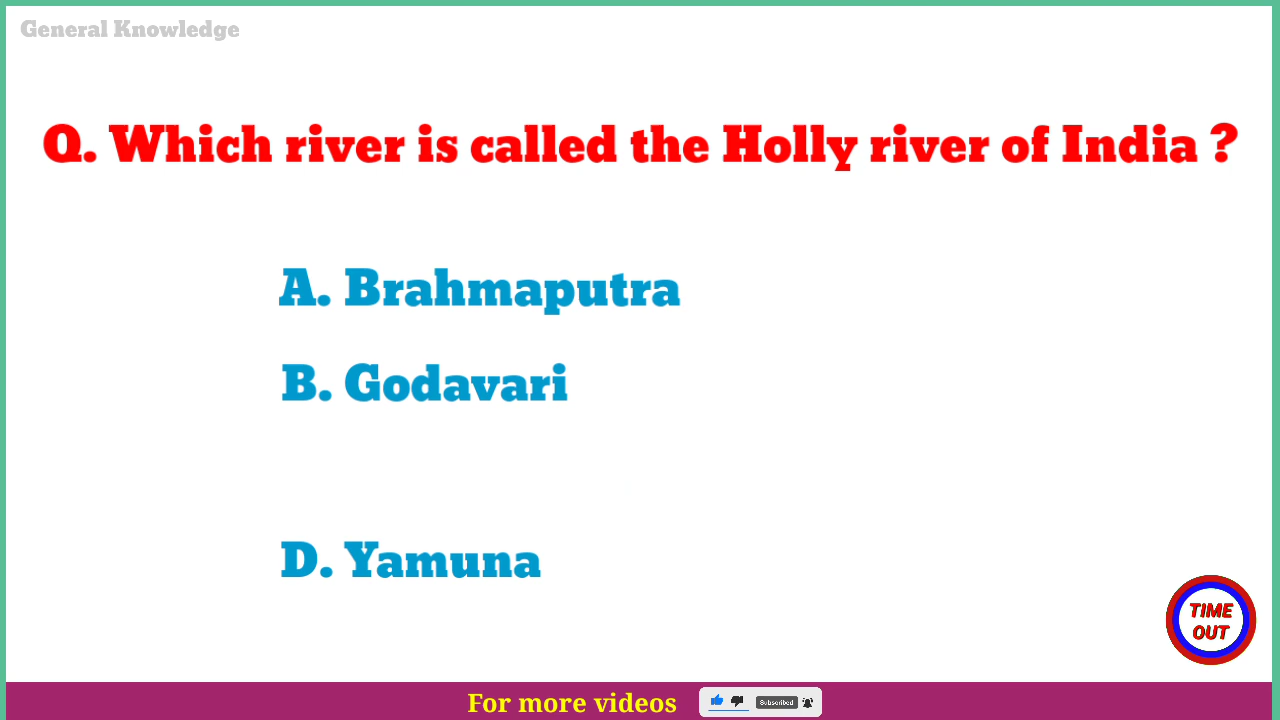 General Knowledge
Q. Which river is called the Holly river of India ?
A. Brahmaputra
B. Godavari
D. Yamuna
TIME
OUT
For more videos
Subscribed